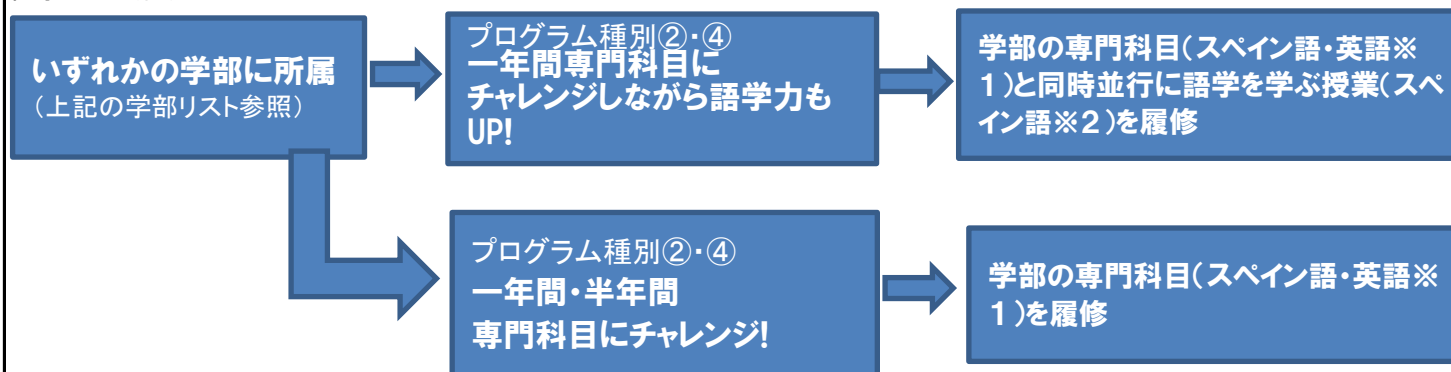 いずれかの学部に所属
（上記の学部リスト参照）
プログラム種別②・④
一年間専門科目に
チャレンジしながら語学力も
UP!
学部の専門科目（スペイン語・英語※
１）と同時並行に語学を学ぶ授業（スペ
イン語※２）を履修
プログラム種別②・④
一年間・半年間
専門科目にチャレンジ!
学部の専門科目（スペイン語・英語※
１）を履修